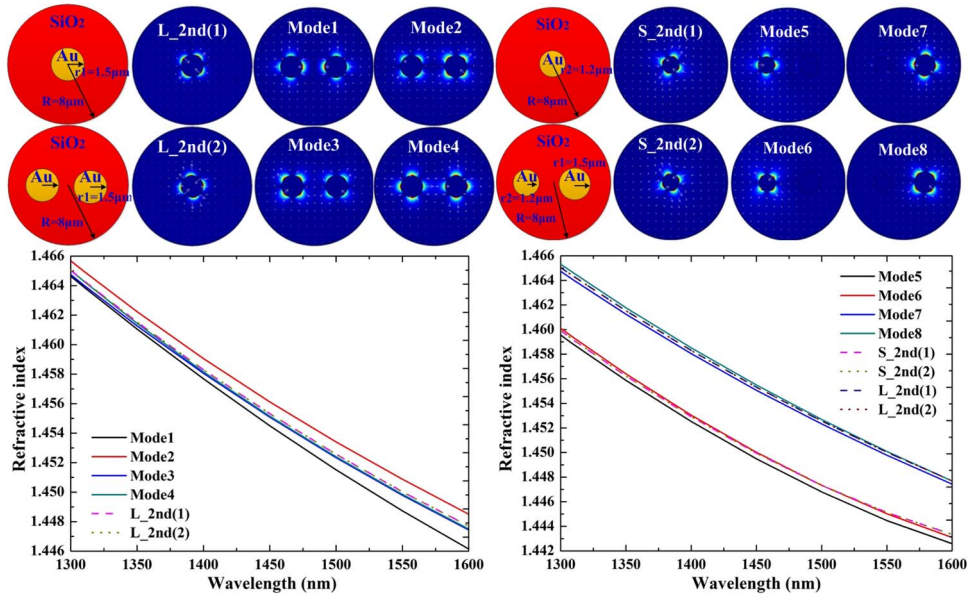 SiO2
Au
r1=1.5μm
R=8μm
L_2nd(1)
Mode1
Mode2
SiO2
Au
r2=1.2μm
R=8μm
S_2nd(1)
Mode5
Mode7
SiO2
Au
Au
r1=1.5μm
R=8μm
L_2nd(2)
Mode3
Mode4
SiO2
r1=1.5μm
Au
Au
r2=1.2μm
R=8μm
S_2nd(2)
Mode6
Mode8
1.466
1.464
1.462
1.460
1.458
1.456
1.454
1.452
1.450
1.448
1.446
Refractive index
Mode1
Mode2
Mode3
Mode4
L_2nd(1)
L_2nd(2)
1300
1350
1400
1450
1500
1550
1600
Wavelength (nm)
1.466
1.464
1.462
1.460
1.458
1.456
1.454
1.452
1.450
1.448
1.446
1.444
1.442
Refractive index
Mode5
Mode6
Mode7
Mode8
S_2nd(1)
S_2nd(2)
L_2nd(1)
L_2nd(2)
1300
1350
1400
1450
1500
1550
1600
Wavelength (nm)